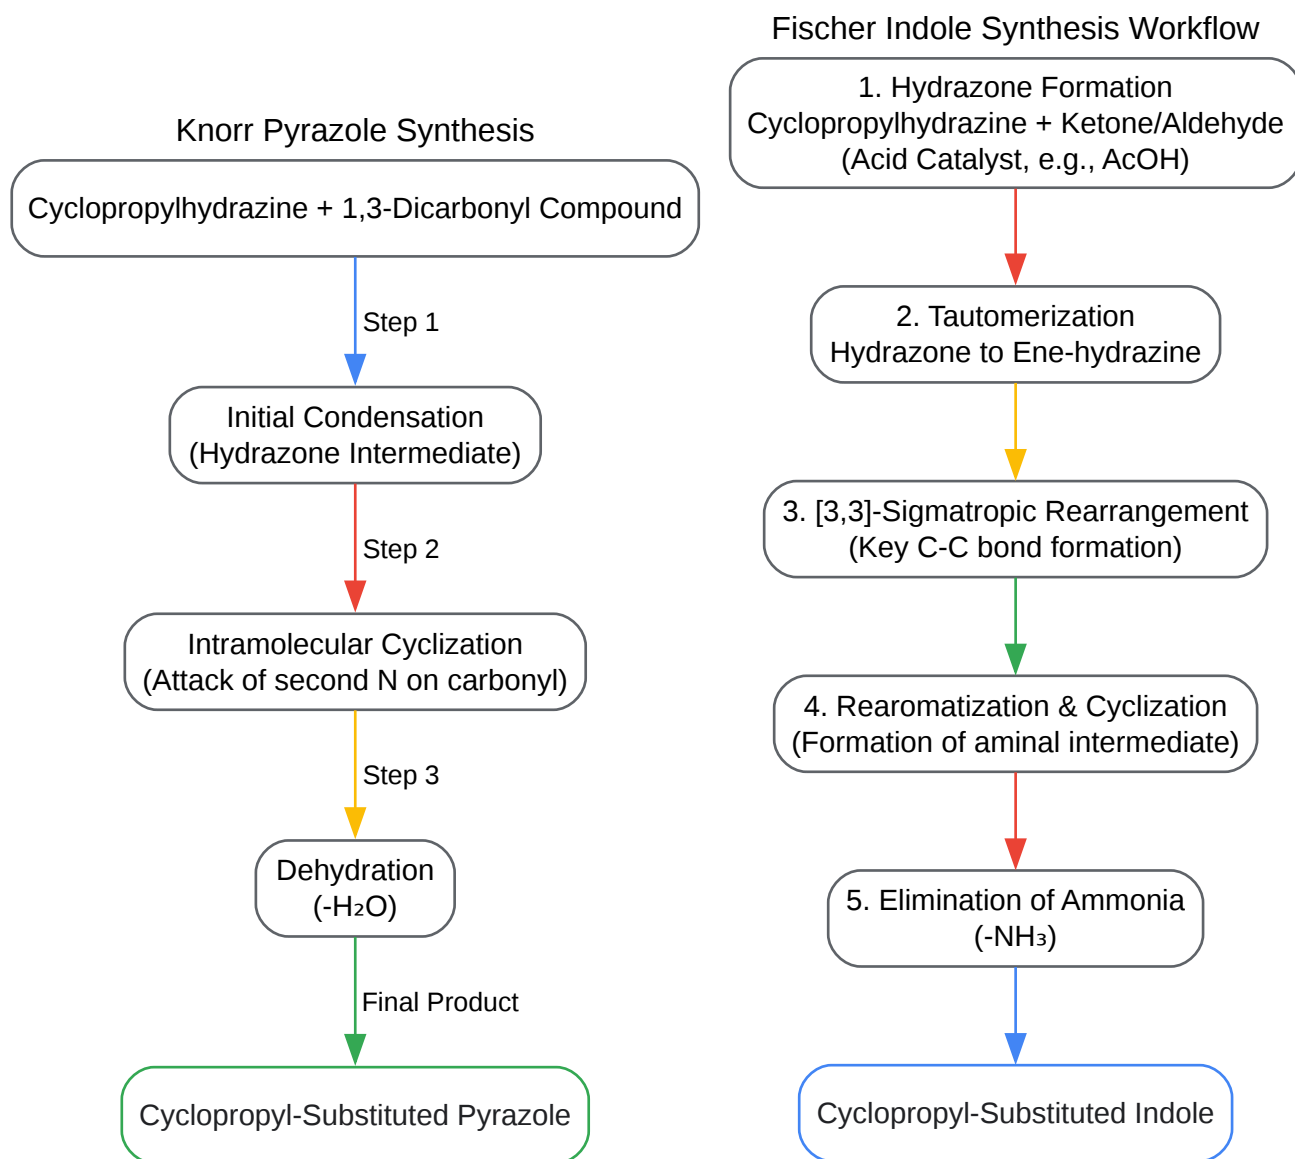 Knorr Pyrazole Synthesis
Cyclopropylhydrazine + 1,3-Dicarbonyl Compound
Step 1
Initial Condensation
(Hydrazone Intermediate)
Step 2
Intramolecular Cyclization
(Attack of second N on carbonyl)
Step 3
Dehydration
(-H₂O)
Final Product
Cyclopropyl-Substituted Pyrazole
Fischer Indole Synthesis Workflow
1. Hydrazone Formation
Cyclopropylhydrazine + Ketone/Aldehyde
(Acid Catalyst, e.g., AcOH)
2. Tautomerization
Hydrazone to Ene-hydrazine
3. [3,3]-Sigmatropic Rearrangement
(Key C-C bond formation)
4. Rearomatization & Cyclization
(Formation of aminal intermediate)
5. Elimination of Ammonia
(-NH₃)
Cyclopropyl-Substituted Indole